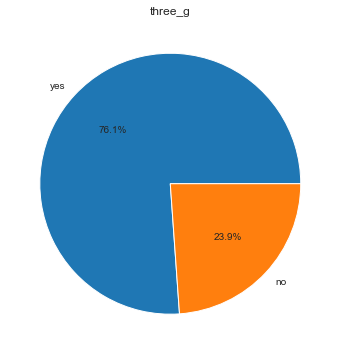 three_g
yes
76.1%
23.9%
no